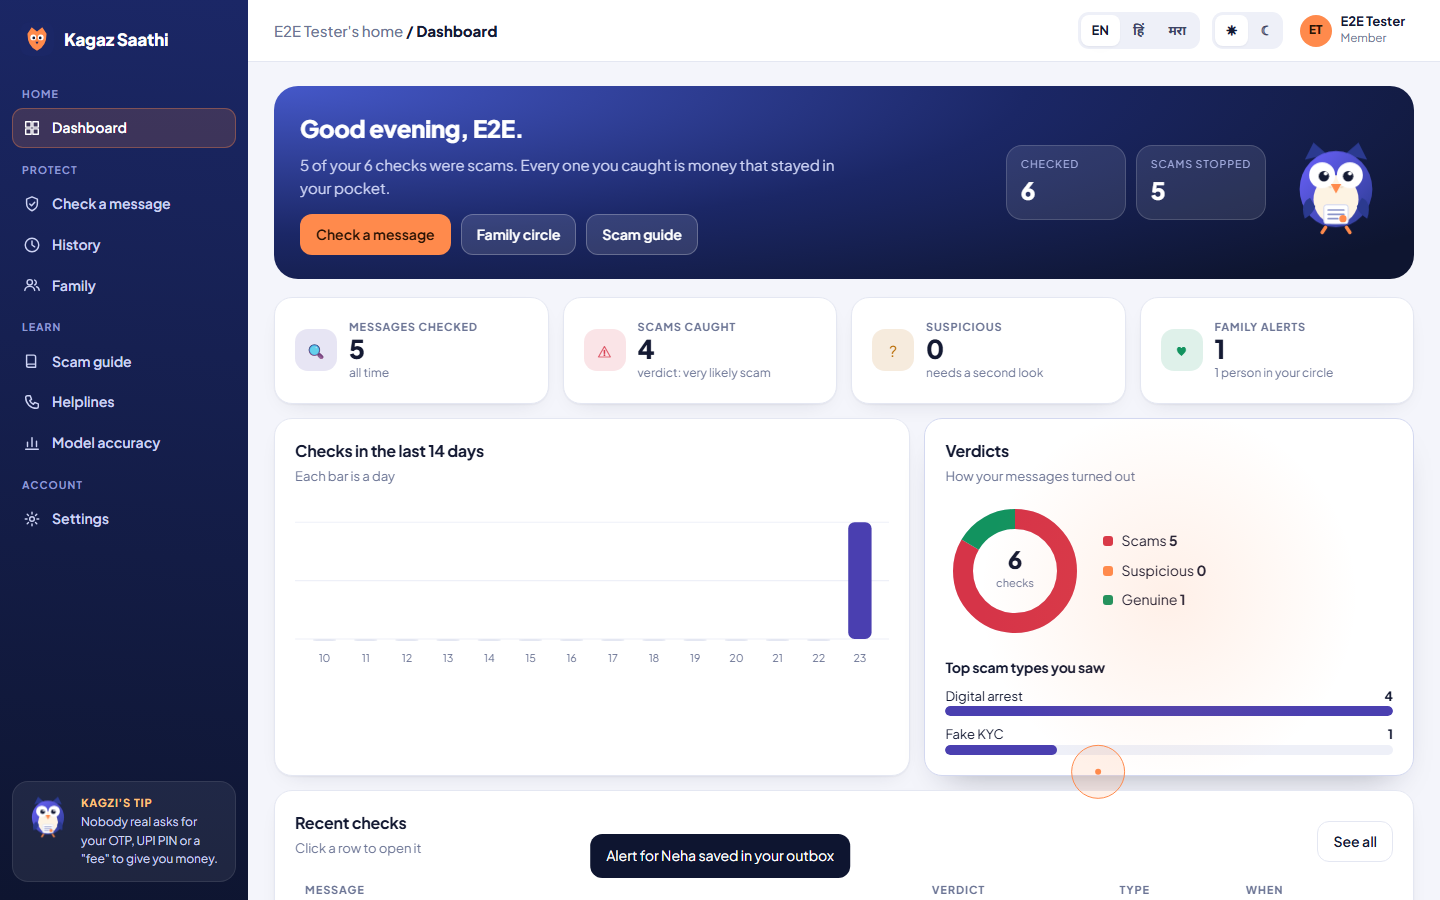 Kagaz Saathi
HOME
Dashboard
PROTECT
Check a message
History
Family
LEARN
Scam guide
Helplines
Model accuracy
ACCOUNT
Settings
KAGZI'S TIP
Nobody real asks for
your OTP, UPI PIN or a
"fee" to give you money.
E2E Tester's home / Dashboard
EN हिं मरा
ET
E2E Tester
Member
Good evening, E2E.
5 of your 6 checks were scams. Every one you caught is money that stayed in
your pocket.
Check a message Family circle Scam guide
CHECKED
6
SCAMS STOPPED
5
MESSAGES CHECKED
5
all time
SCAMS CAUGHT
4
verdict: very likely scam
?
SUSPICIOUS
0
needs a second look
FAMILY ALERTS
1
1 person in your circle
Checks in the last 14 days
Each bar is a day
10 11 12 13 14 15 16 17 18 19 20 21 22 23
Verdicts
How your messages turned out
6
checks
Scams 5
Suspicious 0
Genuine 1
Top scam types you saw
Digital arrest 4
Fake KYC 1
Recent checks
Click a row to open it
See all
Alert for Neha saved in your outbox
MESSAGE VERDICT TYPE WHEN